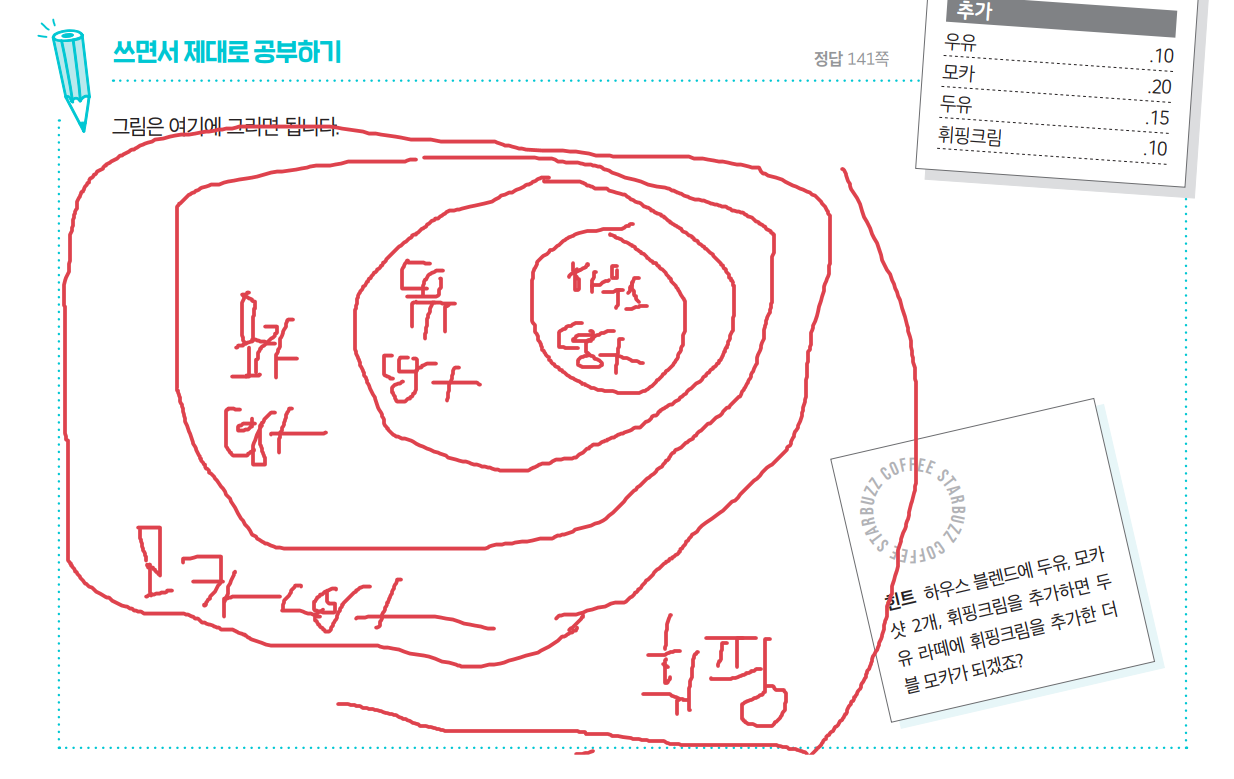 쓰면서 제대로 공부하기
정답 141쪽
추가
우유 .10
모카 .20
두유 .15
휘핑크림 .10
그림은 여기에 그리면 됩니다.
하우스
두
유
모카
모카
휘핑
STARBUZZ COFFEE STARBUZZ COFFEE
힌트 하우스 블렌드에 두유, 모카
샷 2개, 휘핑크림을 추가하면 두
유 라떼에 휘핑크림을 추가한 더
블 모카가 되겠죠?